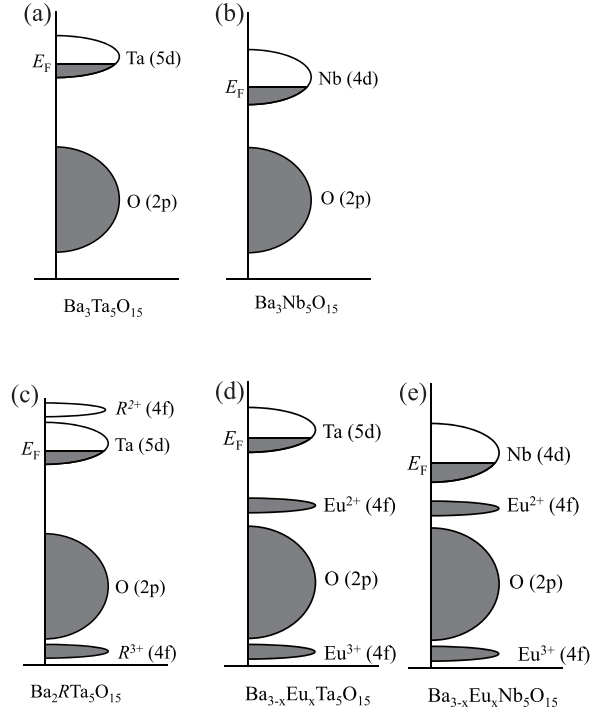 (a)
E_F
Ta (5d)
O (2p)
Ba₃Ta₅O₁₅
(b)
E_F
Nb (4d)
O (2p)
Ba₃Nb₅O₁₅
(c)
R²⁺ (4f)
E_F
Ta (5d)
O (2p)
R³⁺ (4f)
Ba₂RTa₅O₁₅
(d)
E_F
Ta (5d)
Eu²⁺ (4f)
O (2p)
Eu³⁺ (4f)
Ba₃₋ₓEuₓTa₅O₁₅
(e)
E_F
Nb (4d)
Eu²⁺ (4f)
O (2p)
Eu³⁺ (4f)
Ba₃₋ₓEuₓNb₅O₁₅